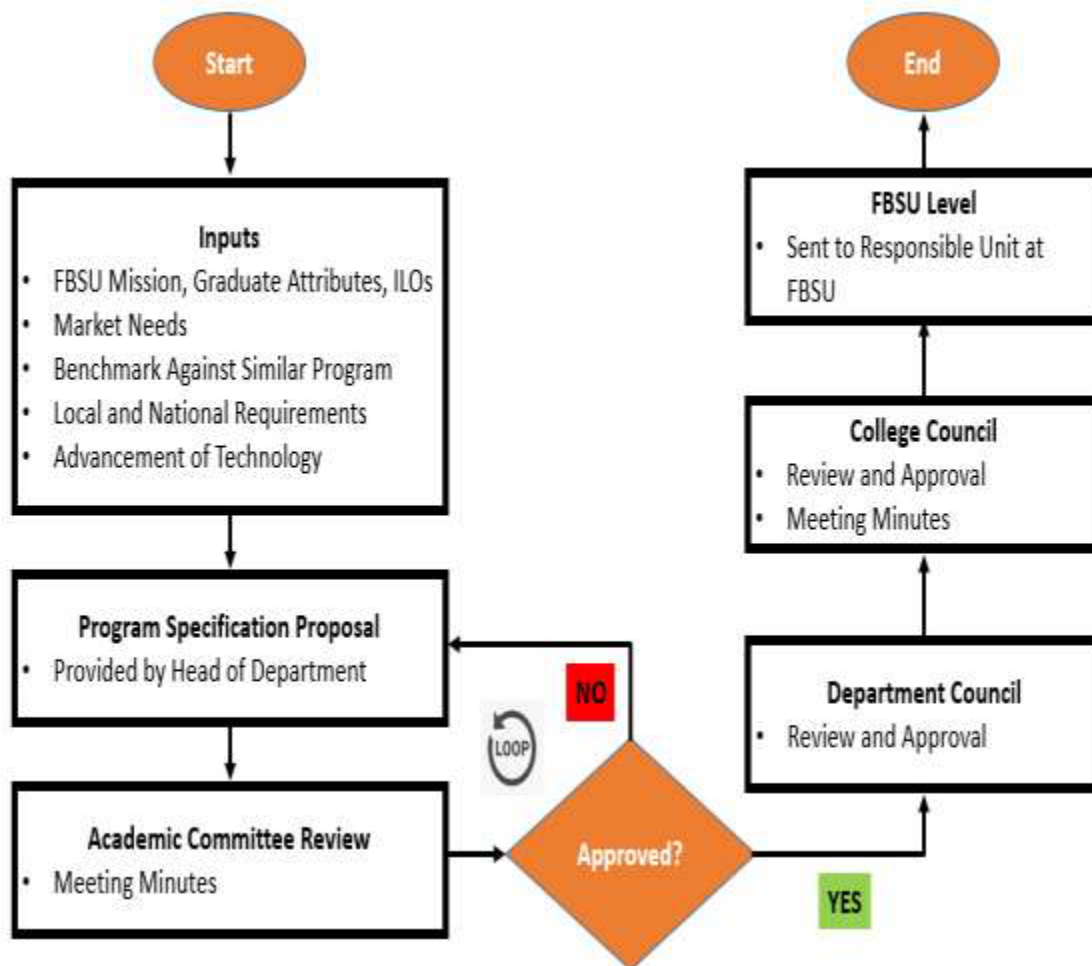 Start
Inputs
• FBSU Mission, Graduate Attributes, ILOs
• Market Needs
• Benchmark Against Similar Program
• Local and National Requirements
• Advancement of Technology
Program Specification Proposal
• Provided by Head of Department
Academic Committee Review
• Meeting Minutes
LOOP
NO
Approved?
YES
Department Council
• Review and Approval
College Council
• Review and Approval
• Meeting Minutes
FBSU Level
• Sent to Responsible Unit at
FBSU
End